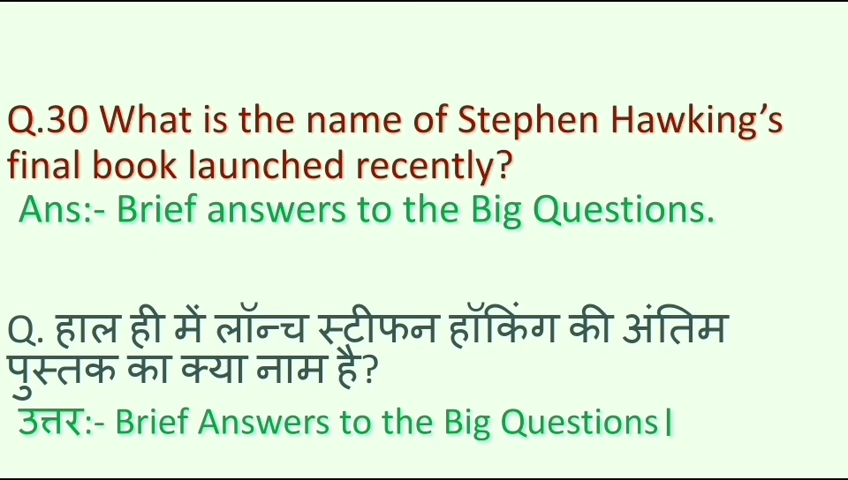 Q.30 What is the name of Stephen Hawking’s
final book launched recently?
Ans:- Brief answers to the Big Questions.
Q. हाल ही में लॉन्च स्टीफन हॉकिंग की अंतिम
पुस्तक का क्या नाम है?
उत्तर:- Brief Answers to the Big Questions|